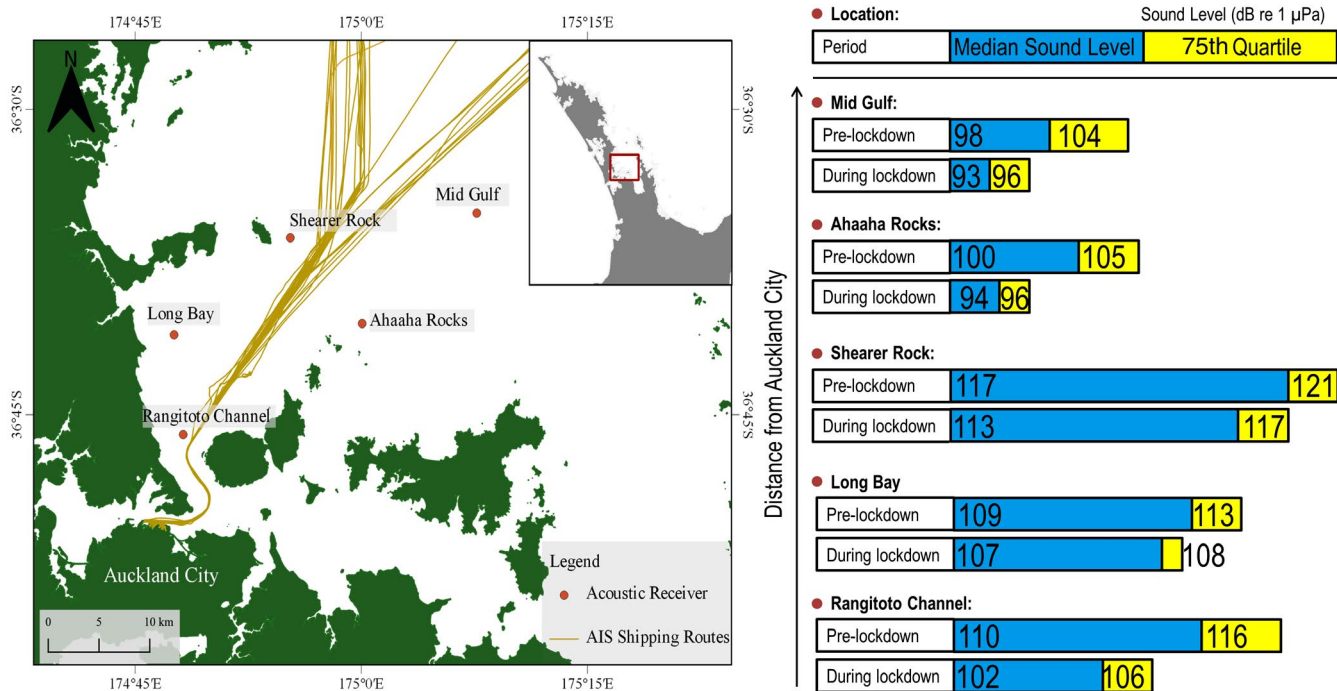 174°45'E
175°0'E
175°15'E
N
36°30'S
36°30'S
Mid Gulf
Shearer Rock
Long Bay
Ahaaha Rocks
36°45'S
36°45'S
Rangitoto Channel
Auckland City
Legend
Acoustic Receiver
AIS Shipping Routes
0 5 10 km
174°45'E
175°0'E
175°15'E
Location: Sound Level (dB re 1 µPa)
Period Median Sound Level 75th Quartile
Distance from Auckland City
Mid Gulf:
Pre-lockdown 98 104
During lockdown 93 96
Ahaaha Rocks:
Pre-lockdown 100 105
During lockdown 94 96
Shearer Rock:
Pre-lockdown 117 121
During lockdown 113 117
Long Bay
Pre-lockdown 109 113
During lockdown 107 108
Rangitoto Channel:
Pre-lockdown 110 116
During lockdown 102 106